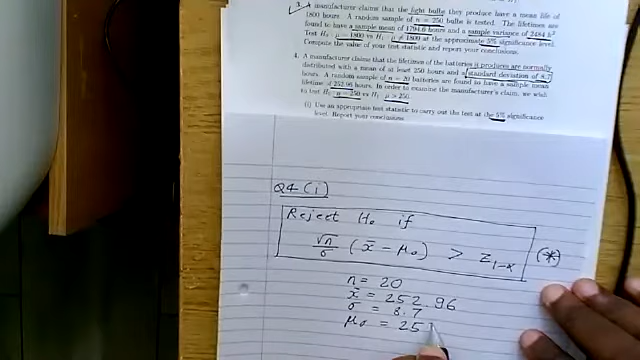 3. manufacturer claims that the light bulbs they produce have a mean life of
1800 hours. A random sample of n = 250 bulbs is tested. The lifetimes are
found to have a sample mean of 1794.6 hours and a sample variance of 2484 h²
Test H₀ : μ = 1800 vs H₁ : μ ≠ 1800 at the approximate 5% significance level.
Compute the value of your test statistic and report your conclusions.
4. A manufacturer claims that the lifetime of the batteries is produces are normally
distributed with a mean of at least 250 hours and a standard deviation of 8.7
hours. A random sample of n = 20 batteries are found to have a sample mean
lifetime of 252.96 hours. In order to examine the manufacturer's claim, we wish
to test H₀ : μ = 250 vs H₁ : μ > 250.
(i) Use an appropriate test statistic to carry out the test at the 5% significance
level. Report your conclusions
Q4 (i)
Reject H₀ if
√n/σ (x̄ − μ₀) > z₁₋α (*)
n = 20
x̄ = 252.96
σ = 8.7
μ₀ = 25